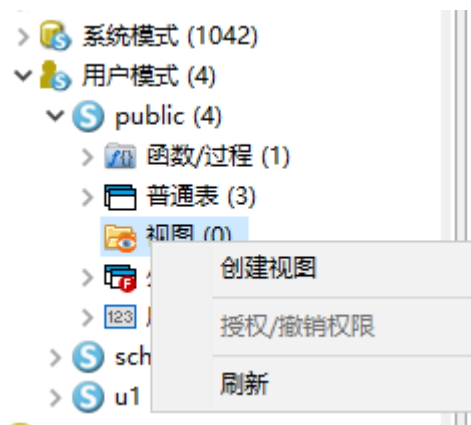 系统模式 (1042)
用户模式 (4)
public (4)
函数/过程 (1)
普通表 (3)
视图 (0)
创建视图
授权/撤销权限
123
sch
刷新
u1